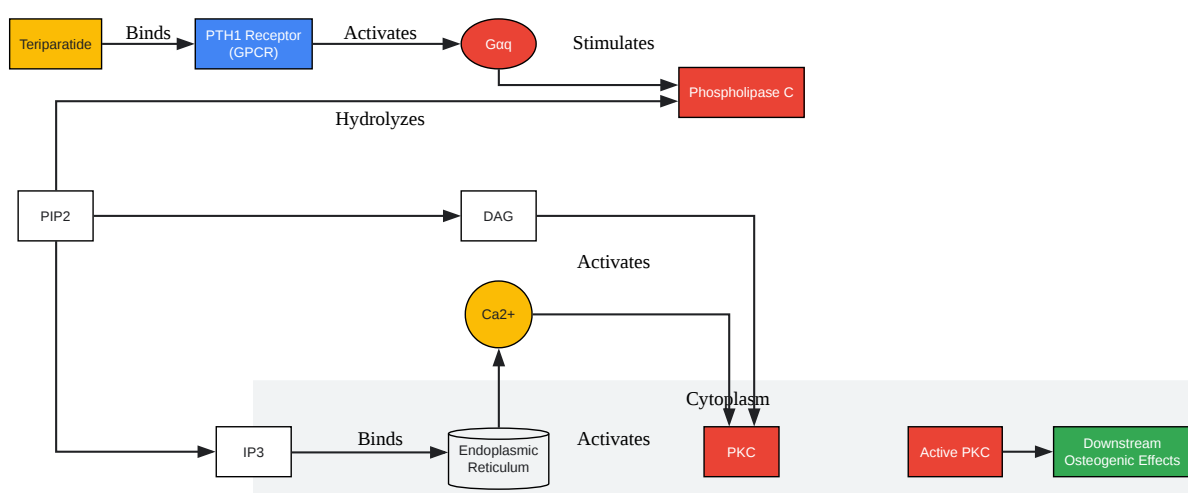 Teriparatide
Binds
PTH1 Receptor
(GPCR)
Activates
Gαq
Stimulates
Phospholipase C
Hydrolyzes
PIP2
DAG
Activates
Ca2+
Cytoplasm
IP3
Binds
Endoplasmic
Reticulum
Activates
PKC
Active PKC
Downstream
Osteogenic Effects